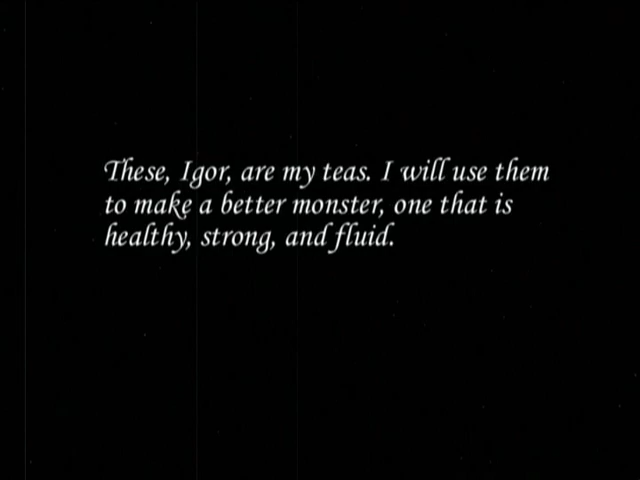 These, Igor, are my teas. I will use them
to make a better monster, one that is
healthy, strong, and fluid.